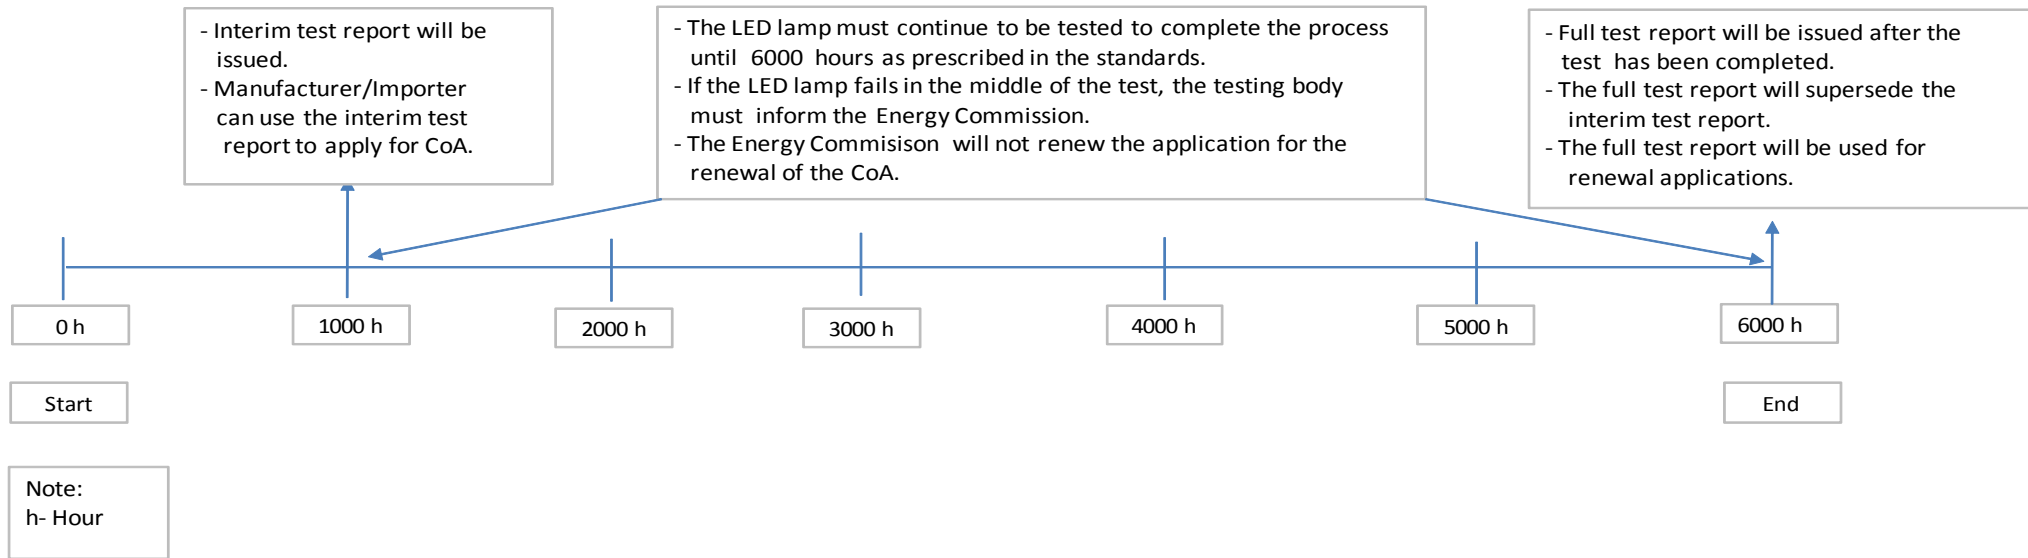 - Interim test report will be
issued.
- Manufacturer/Importer
can use the interim test
report to apply for CoA.
- The LED lamp must continue to be tested to complete the process
until 6000 hours as prescribed in the standards.
- If the LED lamp fails in the middle of the test, the testing body
must inform the Energy Commission.
- The Energy Commisison will not renew the application for the
renewal of the CoA.
- Full test report will be issued after the
test has been completed.
- The full test report will supersede the
interim test report.
- The full test report will be used for
renewal applications.
0 h
1000 h
2000 h
3000 h
4000 h
5000 h
6000 h
Start
End
Note:
h- Hour